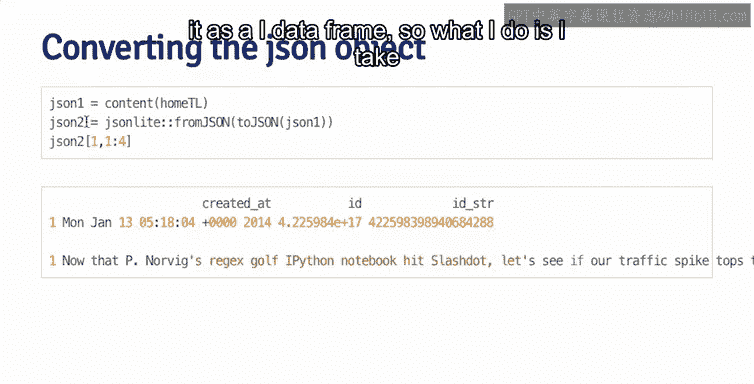 it as a I data frame, so what I do is I
take
Converting the json object
json1 = content(homeTL)
json2 = jsonlite::fromJSON(toJSON(json1))
json2[1,1:4]
created_at id id_str
1 Mon Jan 13 05:18:04 +0000 2014 4.225984e+17 422598398940684288
1 Now that P. Norvig's regex golf IPython notebook hit Slashdot, let's see if our traffic spike tops t